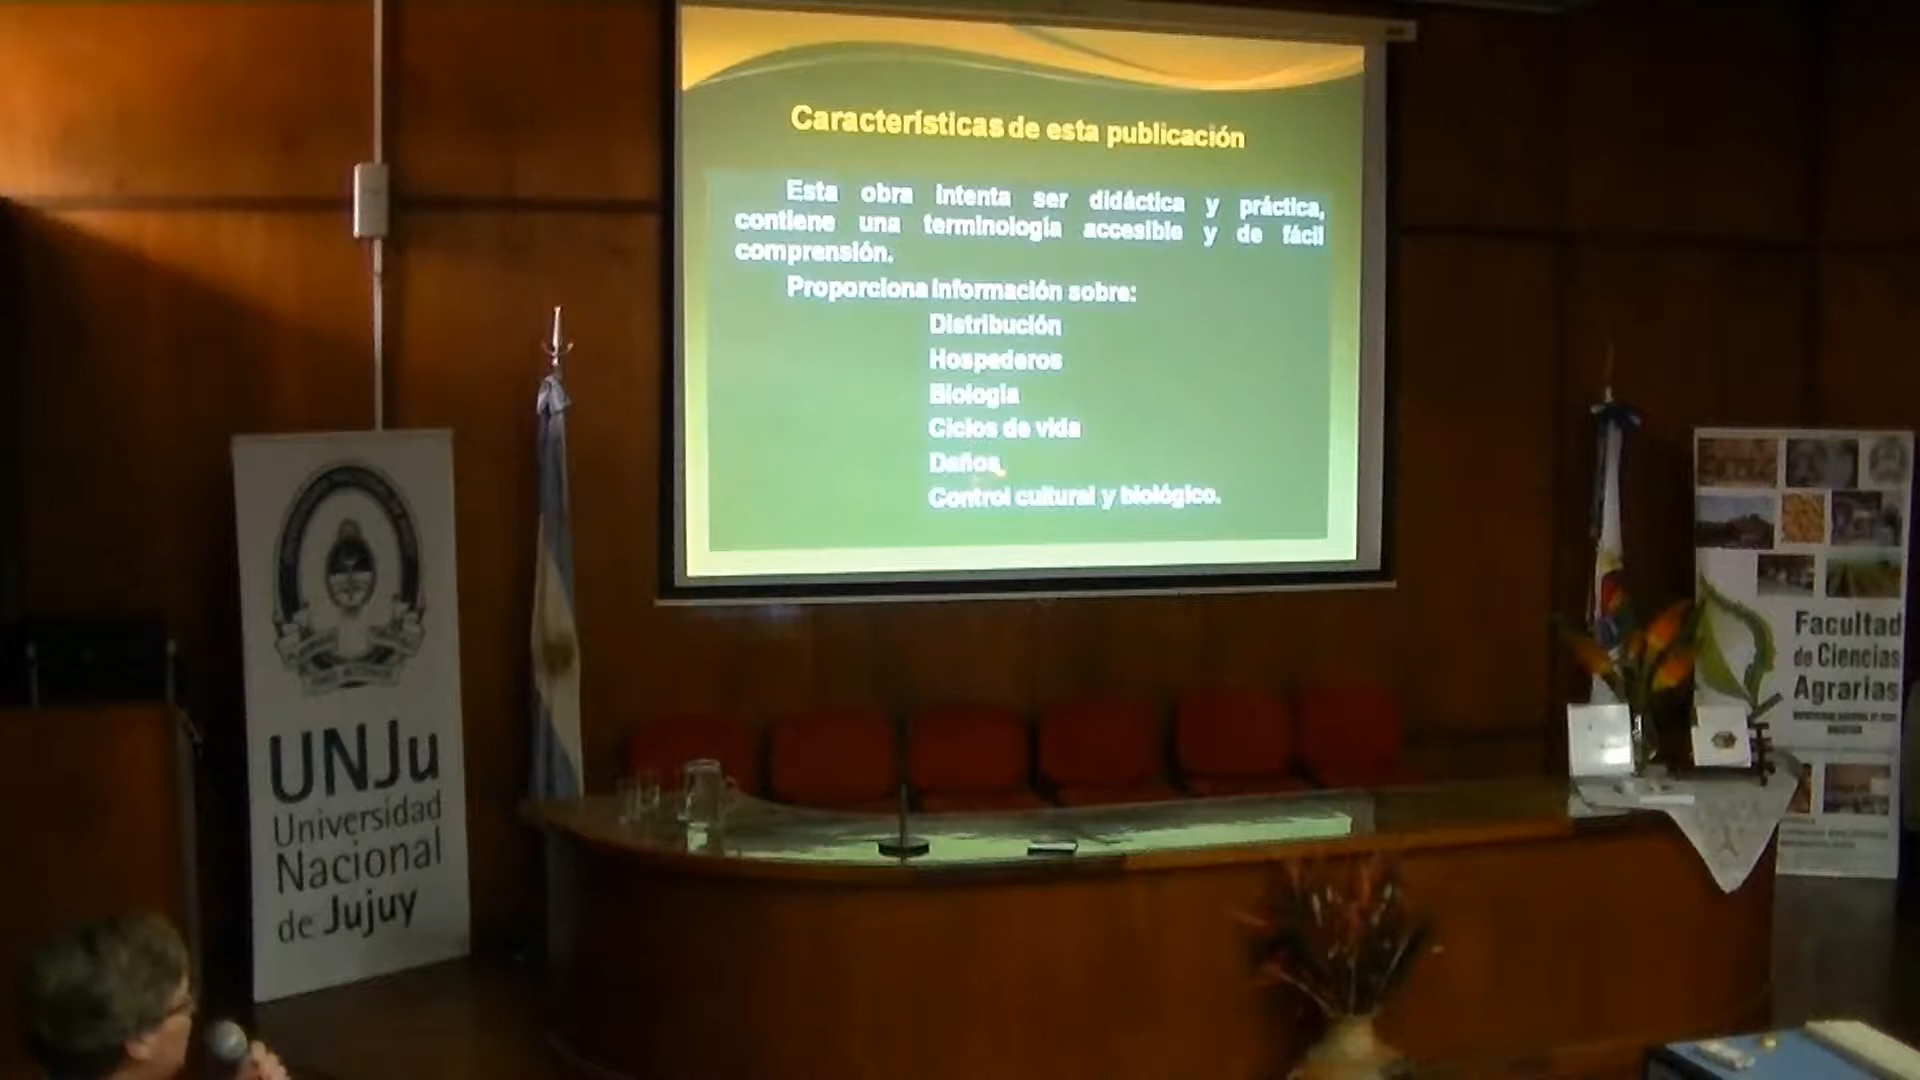 Características de esta publicación
Esta obra intenta ser didáctica y práctica,
contiene una terminología accesible y de fácil
comprensión.
Proporciona información sobre:
Distribución
Hospederos
Biología
Ciclos de vida
Daños
Control cultural y biológico.
UNJu
Universidad
Nacional
de Jujuy
Facultad
de Ciencias
Agrarias